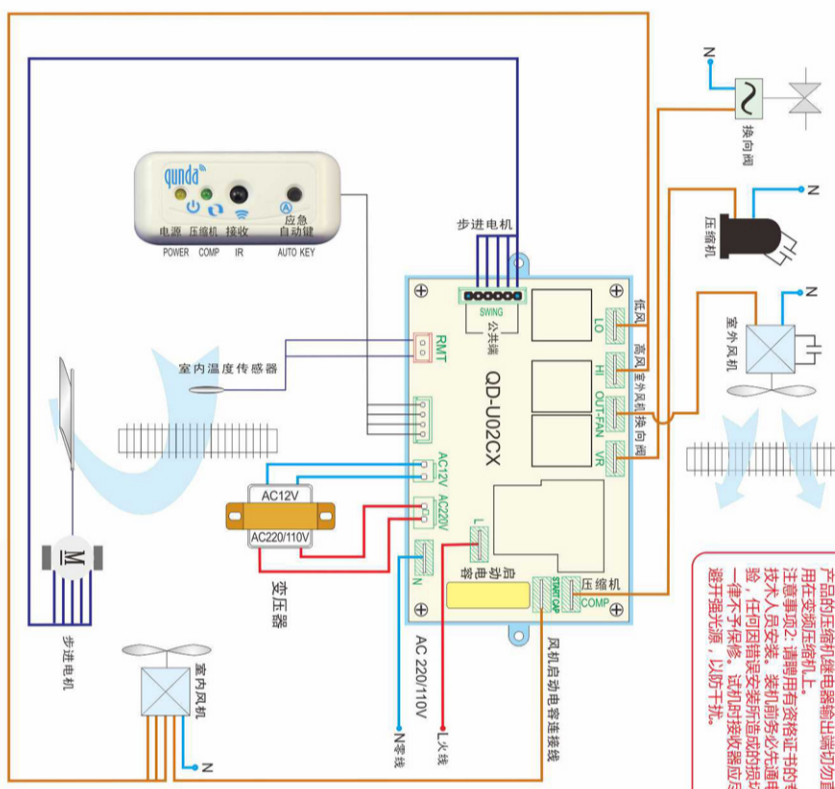 N
换向阀
N
压缩机
N
室外风机
qunda
电源 压缩机 接收 应急自动键
POWER COMP IR AUTO KEY
步进电机
SWING
公共端
低风
LO
高风
HI
室外风机
OUT-FAN
换向阀
VR
RMT
QD-U02CX
室内温度传感器
AC12V
AC220V
N
L
启动电容
START CAP
压缩机
COMP
AC12V
AC220/110V
变压器
M
步进电机
室内风机
N
AC 220/110V
N零线
L火线
风机启动电容连接线
产品的压缩机继电器输出端切勿直
用在变频压缩机上。
注意事项2: 请聘用有资格证书的专
技术人员安装。装机前务必先通电
验，任何因错误安装所造成的损坏
一律不予保修。试机时接收器应尽
避开强光源，以防干扰。